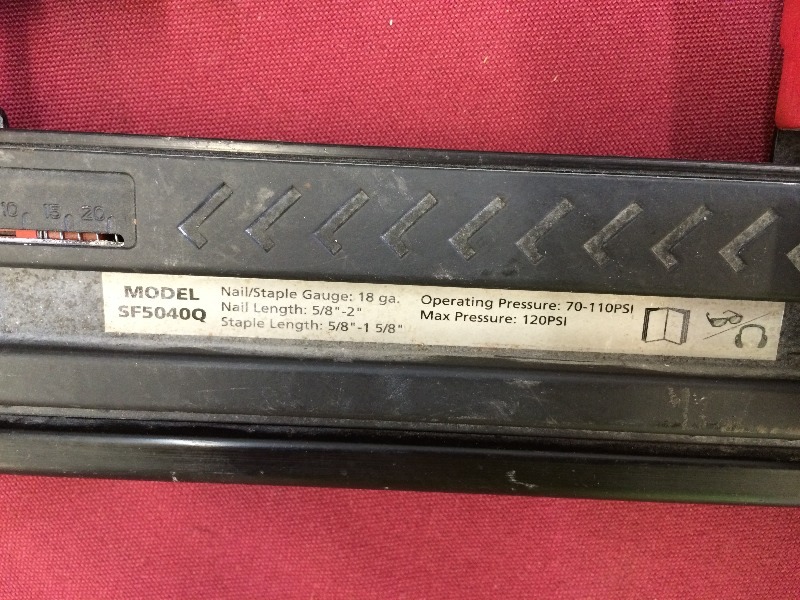 10 15 20
MODEL
SF5040Q
Nail/Staple Gauge: 18 ga.
Nail Length: 5/8"-2"
Staple Length: 5/8"-1 5/8"
Operating Pressure: 70-110PSI
Max Pressure: 120PSI